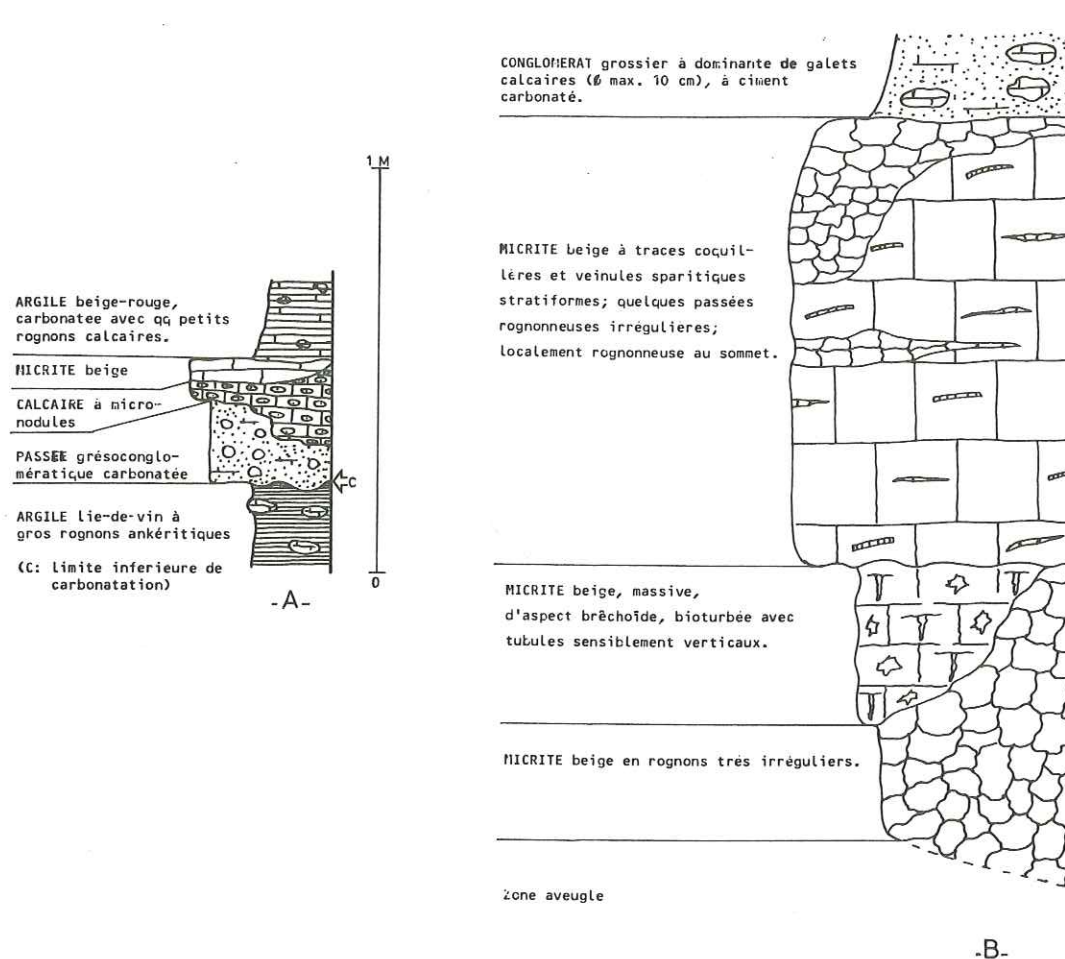 1 M
ARGILE beige-rouge,
carbonatee avec qq petits
rognons calcaires.
MICRITE beige
CALCAIRE à micro-
nodules
PASSEE grésoconglo-
mératique carbonatée
C
ARGILE lie-de-vin à
gros rognons ankéritiques
(C: limite inferieure de
carbonatation)
0
-A-
CONGLOMERAT grossier à dominante de galets
calcaires (Ø max. 10 cm), à ciment
carbonaté.
MICRITE beige à traces coquil-
lères et veinules sparitiques
stratiformes; quelques passées
rognonneuses irrégulieres;
localement rognonneuse au sommet.
MICRITE beige, massive,
d'aspect brêchoïde, bioturbée avec
tubules sensiblement verticaux.
MICRITE beige en rognons trés irréguliers.
Zone aveugle
-B-